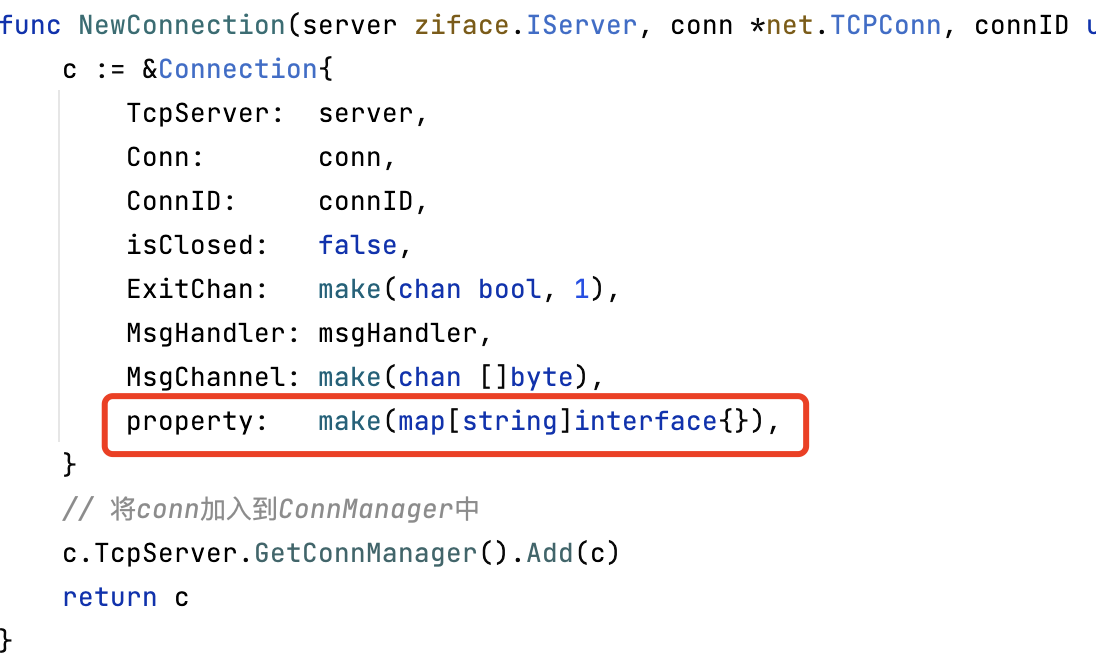 func NewConnection(server ziface.IServer, conn *net.TCPConn, connID
    c := &Connection{
        TcpServer:  server,
        Conn:       conn,
        ConnID:     connID,
        isClosed:   false,
        ExitChan:   make(chan bool, 1),
        MsgHandler: msgHandler,
        MsgChannel: make(chan []byte),
        property:   make(map[string]interface{}),
    }
    // 将conn加入到ConnManager中
    c.TcpServer.GetConnManager().Add(c)
    return c
}